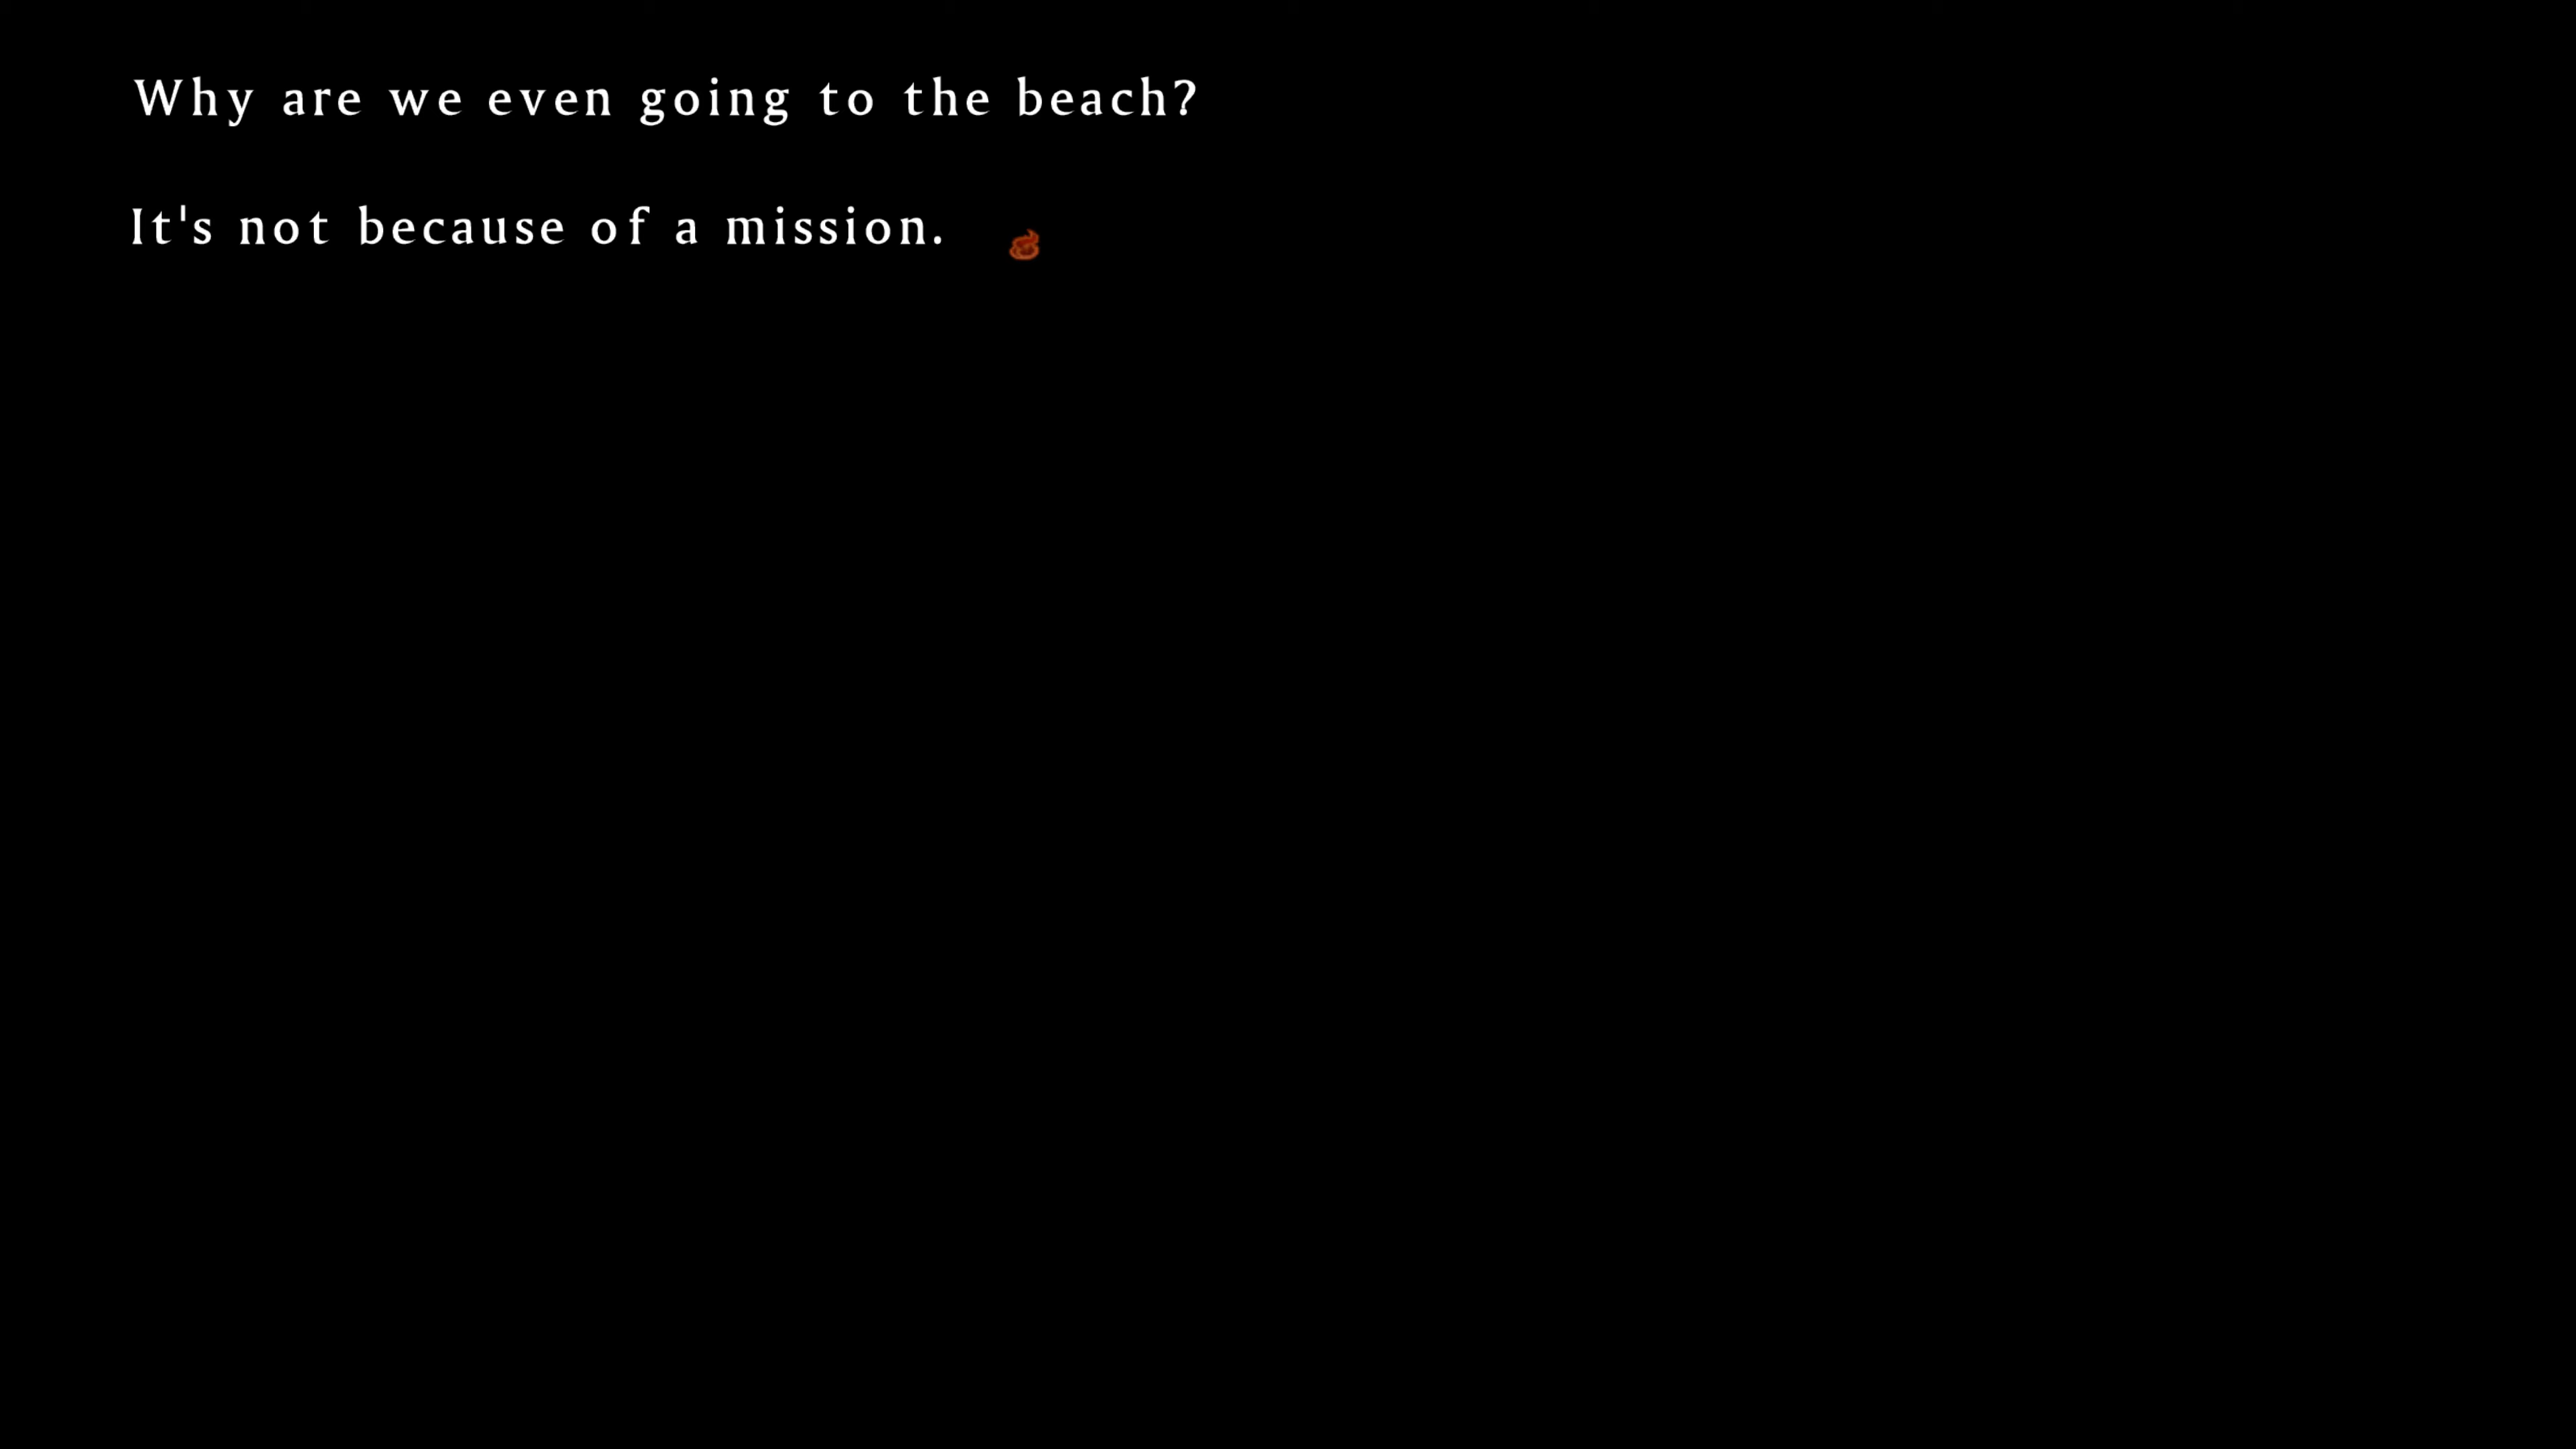 Why are we even going to the beach?
It's not because of a mission.